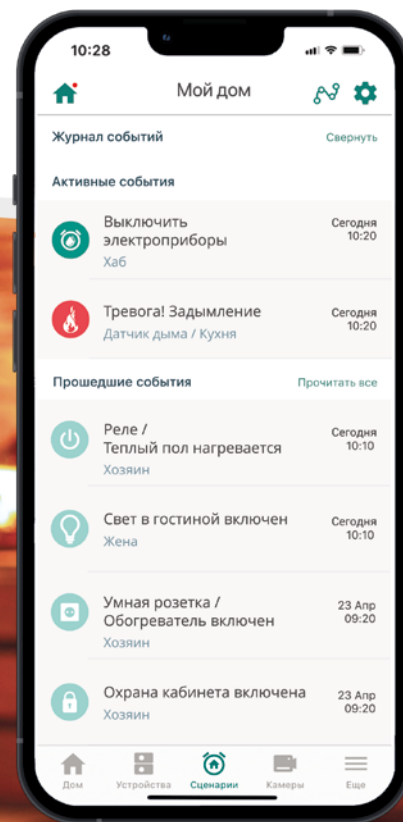 10:28
Мой дом
Журнал событий Свернуть
Активные события
Выключить
электроприборы
Хаб
Сегодня
10:20
Тревога! Задымление
Датчик дыма / Кухня
Сегодня
10:20
Прошедшие события Прочитать все
Реле /
Теплый пол нагревается
Хозяин
Сегодня
10:10
Свет в гостиной включен
Жена
Сегодня
10:10
Умная розетка /
Обогреватель включен
Хозяин
23 Апр
09:20
Охрана кабинета включена
Хозяин
23 Апр
09:20
Дом Устройства Сценарии Камеры Еще